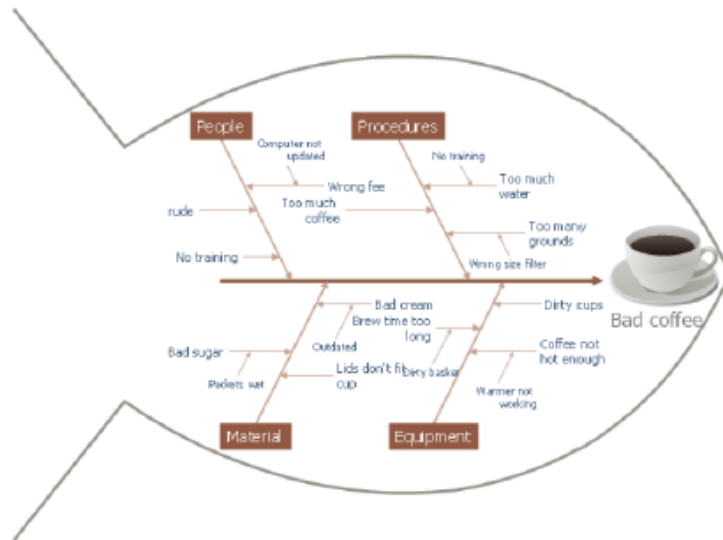 People
Procedures
Computer not
updated
No training
Wrong fee
Too much
water
Too much
coffee
rude
Too many
grounds
No training
Wrong size filter
Bad coffee
Bad cream
Dirty cups
Brew time too
long
Outdated
Bad sugar
Coffee not
hot enough
Packets wet
Lids don't fit
cup
Dirty basket
Warmer not
working
Material
Equipment